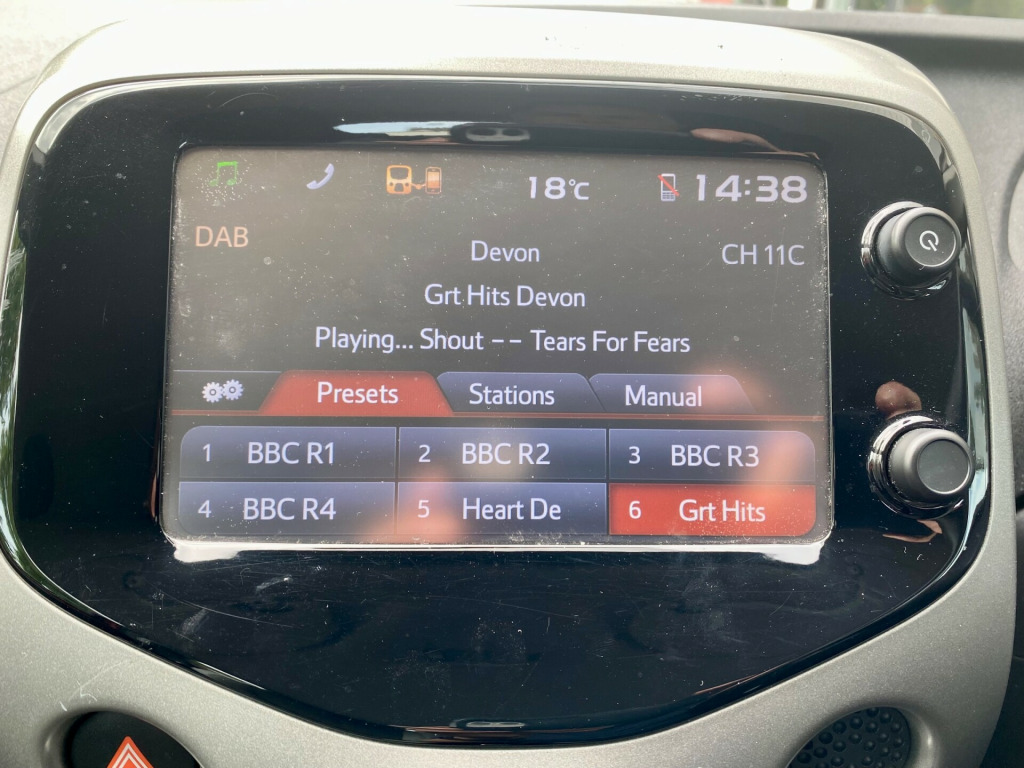 18°C 14:38
DAB Devon CH 11C
Grt Hits Devon
Playing... Shout -- Tears For Fears
Presets Stations Manual
1 BBC R1 2 BBC R2 3 BBC R3
4 BBC R4 5 Heart De 6 Grt Hits